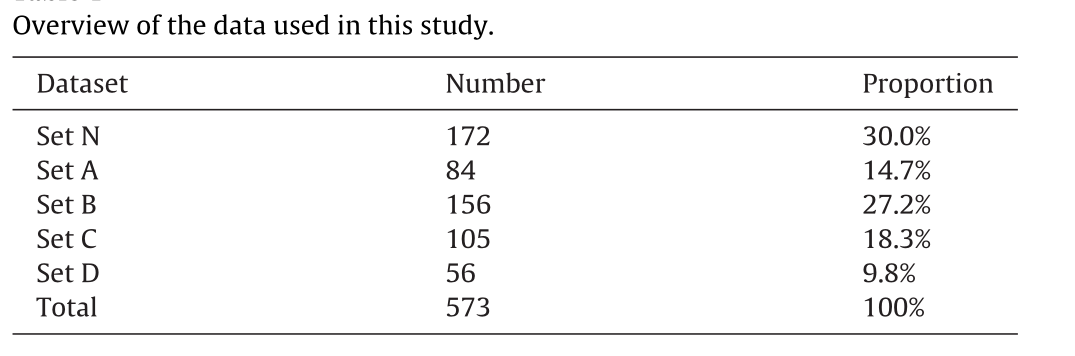 Overview of the data used in this study.
Dataset Number Proportion
Set N 172 30.0%
Set A 84 14.7%
Set B 156 27.2%
Set C 105 18.3%
Set D 56 9.8%
Total 573 100%